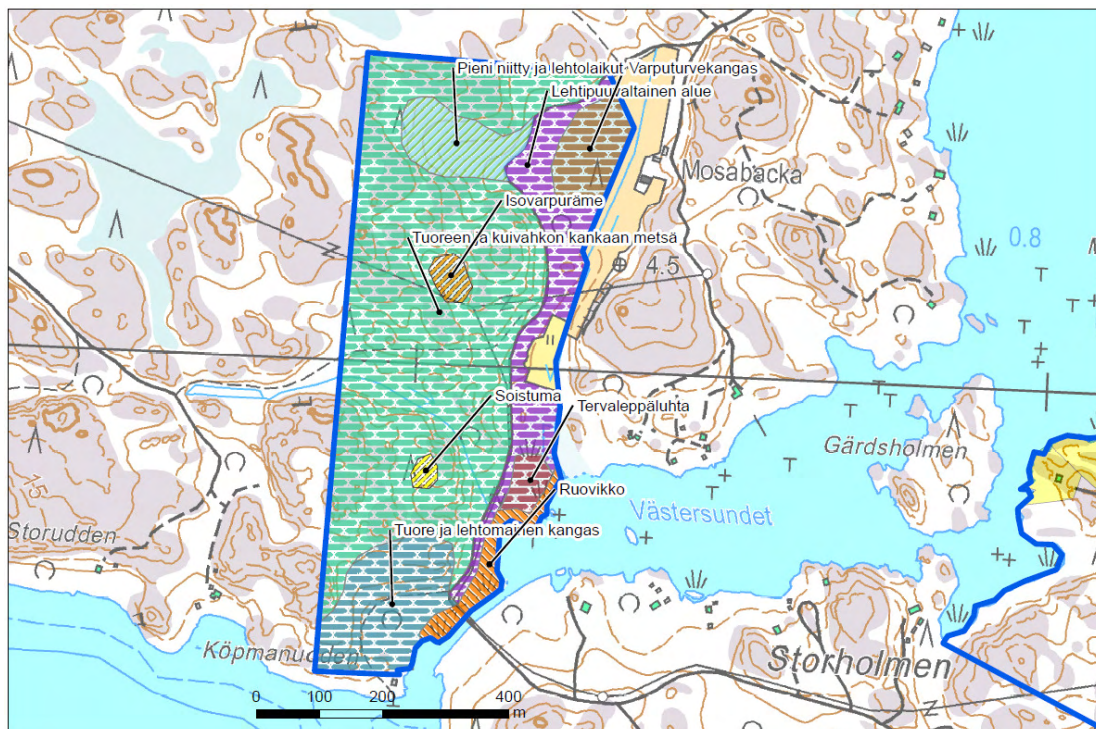 Pieni niitty ja lehtolaikut
Varputurvekangas
Lehtipuuvaltainen alue
Mosabacka
Isovarpuräme
Tuoreen ja kuivahkon kankaan metsä
0.8
4.5
Soistuma
Tervaleppäluhta
Gärdsholmen
15
Ruovikko
Västersundet
Storudden
Tuore ja lehtomainen kangas
Köpmanudden
Storholmen
0 100 200 400
m